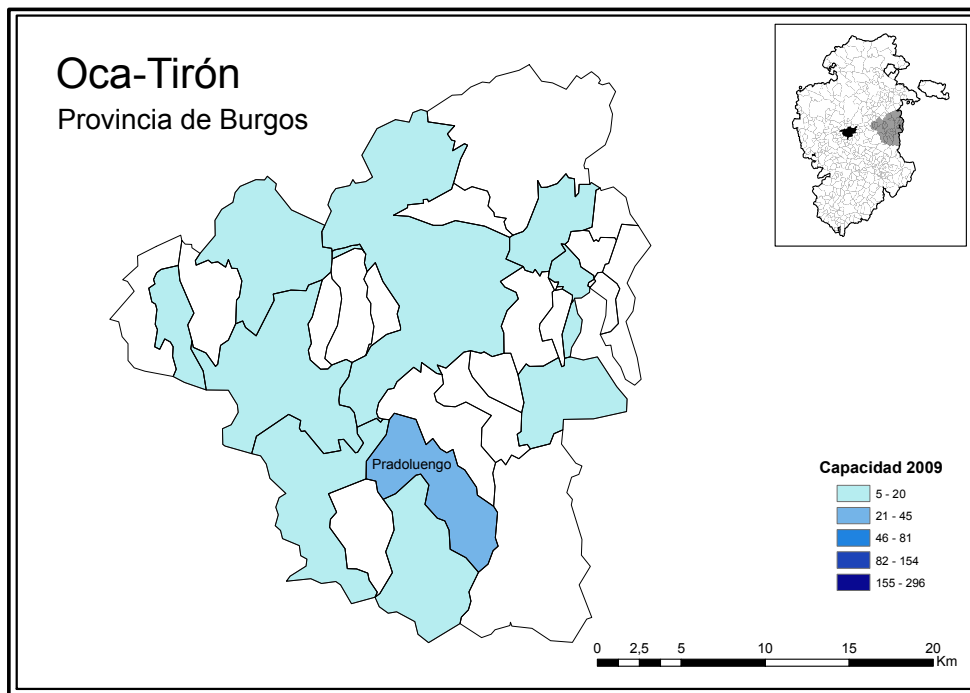 Oca-Tirón
Provincia de Burgos
Pradoluengo
Capacidad 2009
5 - 20
21 - 45
46 - 81
82 - 154
155 - 296
0 2,5 5 10 15 20
Km